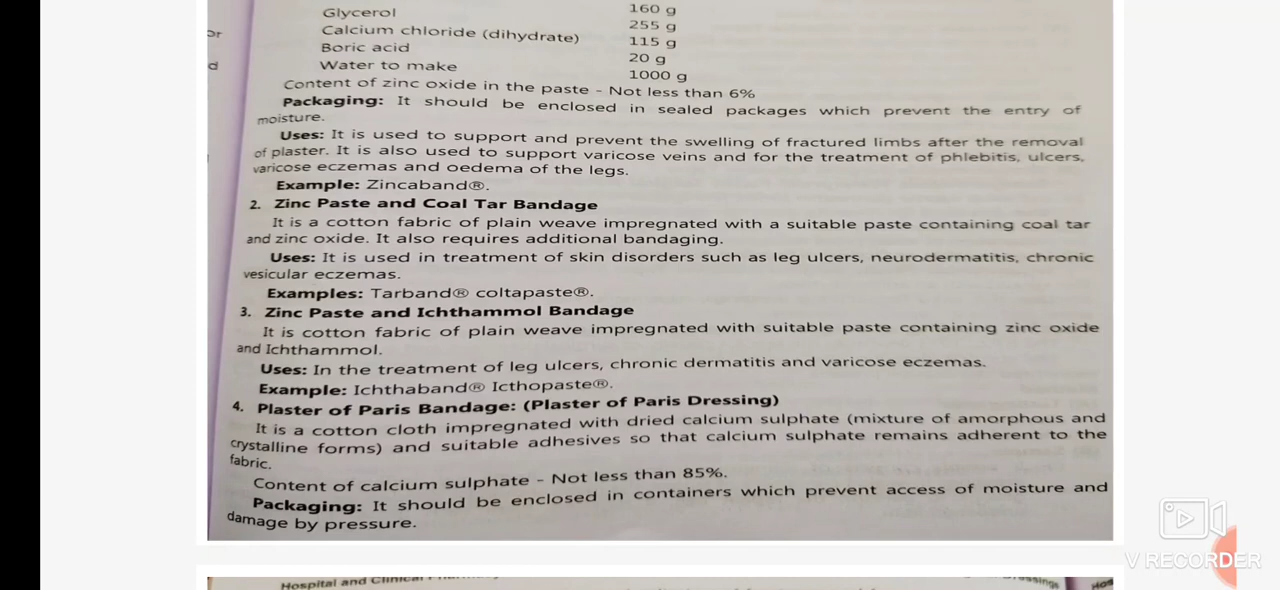 or
d
Glycerol 160 g
Calcium chloride (dihydrate) 255 g
Boric acid 115 g
20 g
Water to make 1000 g
Content of zinc oxide in the paste - Not less than 6%
Packaging: It should be enclosed in sealed packages which prevent the entry of
moisture.
Uses: It is used to support and prevent the swelling of fractured limbs after the removal
of plaster. It is also used to support varicose veins and for the treatment of phlebitis, ulcers,
varicose eczemas and oedema of the legs.
Example: Zincaband®.
2. Zinc Paste and Coal Tar Bandage
It is a cotton fabric of plain weave impregnated with a suitable paste containing coal tar
and zinc oxide. It also requires additional bandaging.
Uses: It is used in treatment of skin disorders such as leg ulcers, neurodermatitis, chronic
vesicular eczemas.
Examples: Tarband® coltapaste®.
3. Zinc Paste and Ichthammol Bandage
It is cotton fabric of plain weave impregnated with suitable paste containing zinc oxide
and Ichthammol.
Uses: In the treatment of leg ulcers, chronic dermatitis and varicose eczemas.
Example: Ichthaband® Icthopaste®.
4. Plaster of Paris Bandage: (Plaster of Paris Dressing)
It is a cotton cloth impregnated with dried calcium sulphate (mixture of amorphous and
crystalline forms) and suitable adhesives so that calcium sulphate remains adherent to the
fabric.
Content of calcium sulphate - Not less than 85%.
Packaging: It should be enclosed in containers which prevent access of moisture and
damage by pressure.
V RECORDER
Hospital and Clinical